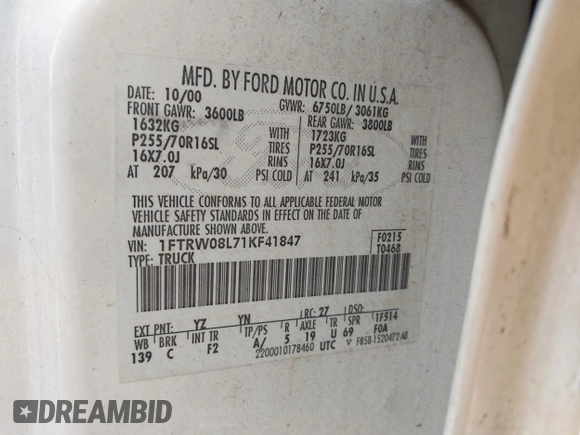 MFD. BY FORD MOTOR CO. IN U.S.A.
DATE: 10/00 GVWR: 6750LB/ 3061KG
FRONT GAWR: 3600LB REAR GAWR: 3800LB
1632KG WITH 1723KG WITH
P255/70R16SL TIRES P255/70R16SL TIRES
16X7.0J RIMS 16X7.0J RIMS
AT 207 kPa/30 PSI COLD AT 241 kPa/35 PSI COLD
THIS VEHICLE CONFORMS TO ALL APPLICABLE FEDERAL MOTOR
VEHICLE SAFETY STANDARDS IN EFFECT ON THE DATE OF
MANUFACTURE SHOWN ABOVE.
VIN: 1FTRW08L71KF41847 F0215
TYPE: TRUCK T0468
EXT PNT: YZ YN RC: 27 DSO:
WB BRK INT TR TP/PS R AXLE TR SPR 1F514
139 C F2 A/ 5 19 U 69 F0A
2200010178460 UTC ▽ F85B-1520472-AB
DREAMBID